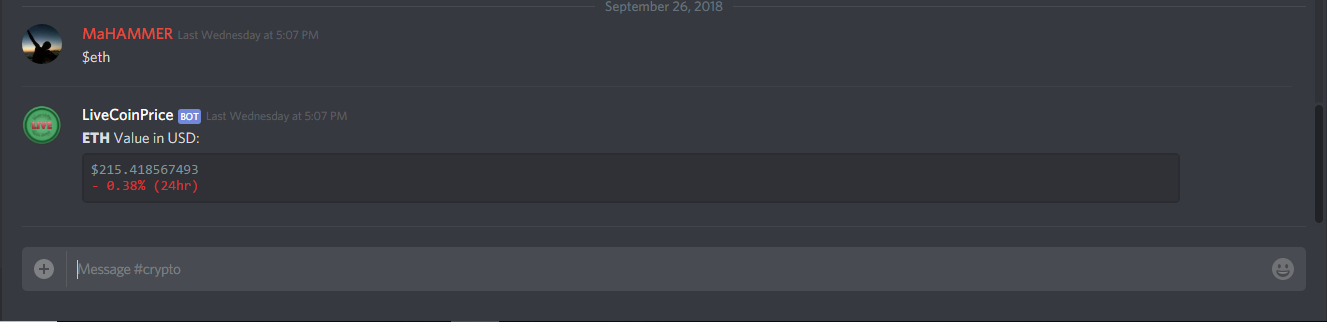 September 26, 2018
MaHAMMER Last Wednesday at 5:07 PM
$eth
LIVE
LiveCoinPrice BOT Last Wednesday at 5:07 PM
ETH Value in USD:
$215.418567493
- 0.38% (24hr)
Message #crypto